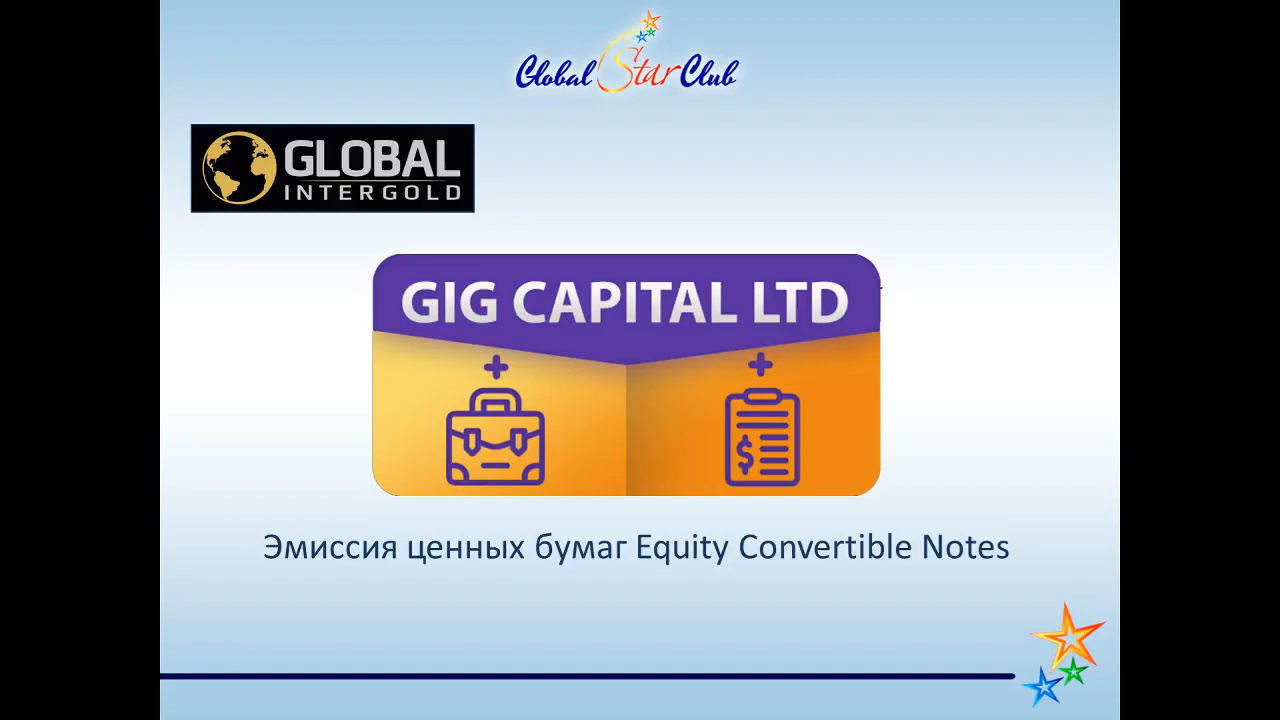 Global Star Club
GLOBAL
INTERGOLD
GIG CAPITAL LTD
Эмиссия ценных бумаг Equity Convertible Notes